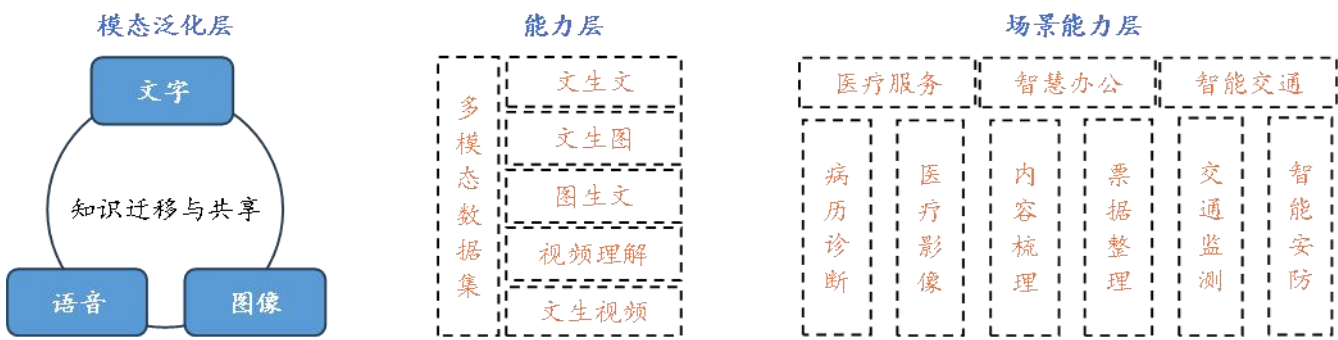 模态泛化层
文字
知识迁移与共享
语音
图像
能力层
多模态数据集
文生文
文生图
图生文
视频理解
文生视频
场景能力层
医疗服务
智慧办公
智能交通
病历诊断
医疗影像
内容梳理
票据整理
交通监测
智能安防